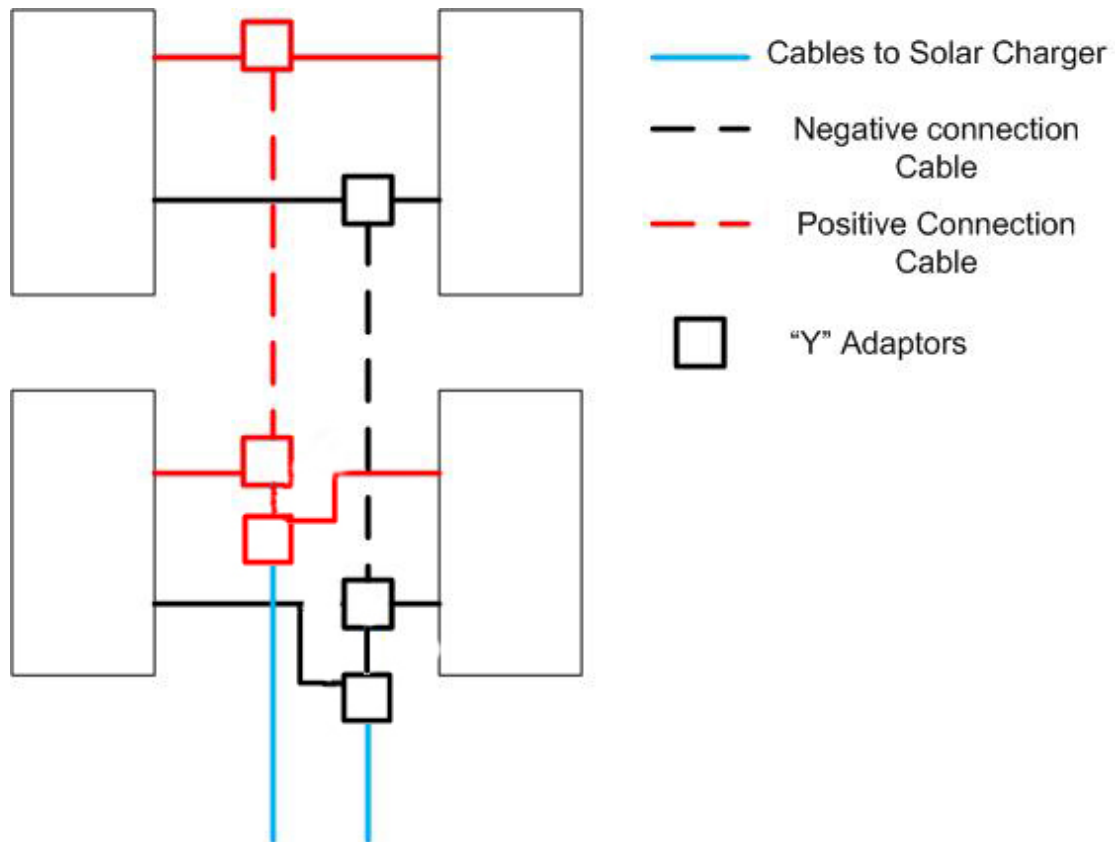 Cables to Solar Charger
Negative connection
Cable
Positive Connection
Cable
“Y” Adaptors